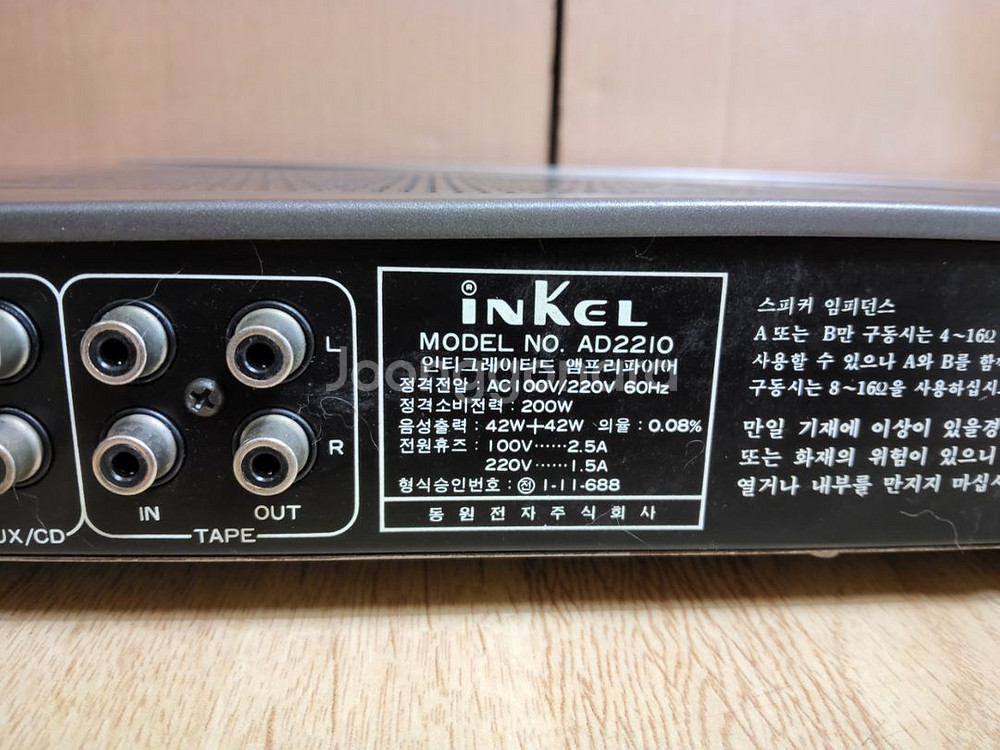 L
R
IN
OUT
UX/CD
TAPE
® INKEL
MODEL NO. AD2210
인티그레이티드 앰프리파이어
정격전압 : AC100V/220V 60Hz
정격소비전력 : 200W
음성출력 : 42W+42W 의율 : 0.08%
전원휴즈 : 100V······2.5A
220V······1.5A
형식승인번호 : ㉠ 1-11-688
동원전자주식회사
스피커 임피던스
A 또는 B만 구동시는 4~16Ω
사용할 수 있으나 A와 B를 함
구동시는 8~16Ω을 사용하십시
만일 기재에 이상이 있을경
또는 화재의 위험이 있으니
열거나 내부를 만지지 마십시